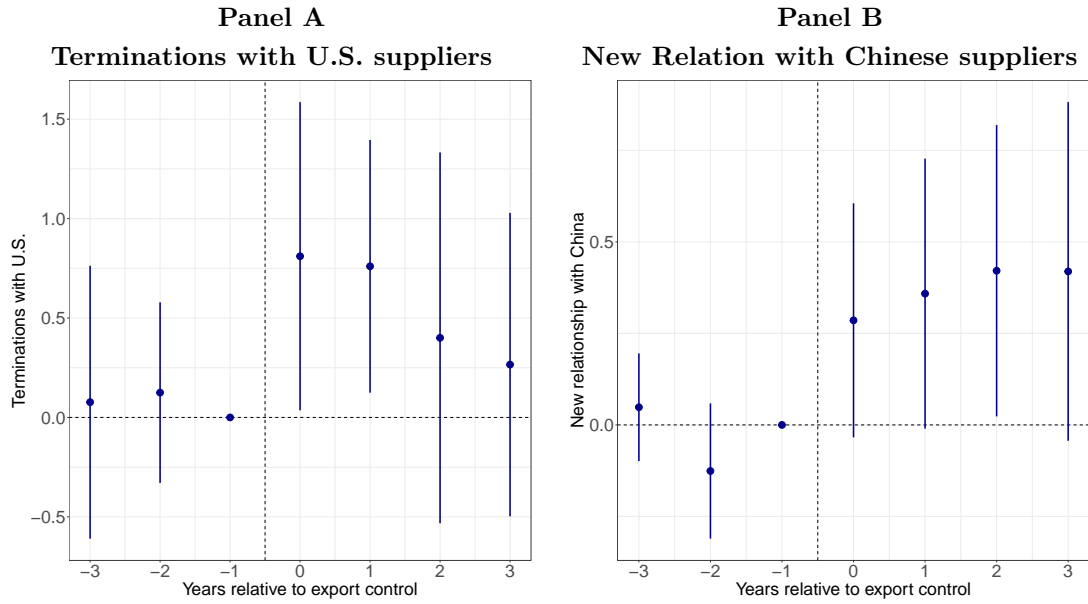 Panel A
Terminations with U.S. suppliers
Terminations with U.S.
1.5
1.0
0.5
0.0
−0.5
−3 −2 −1 0 1 2 3
Years relative to export control
Panel B
New Relation with Chinese suppliers
New relationship with China
0.5
0.0
−3 −2 −1 0 1 2 3
Years relative to export control